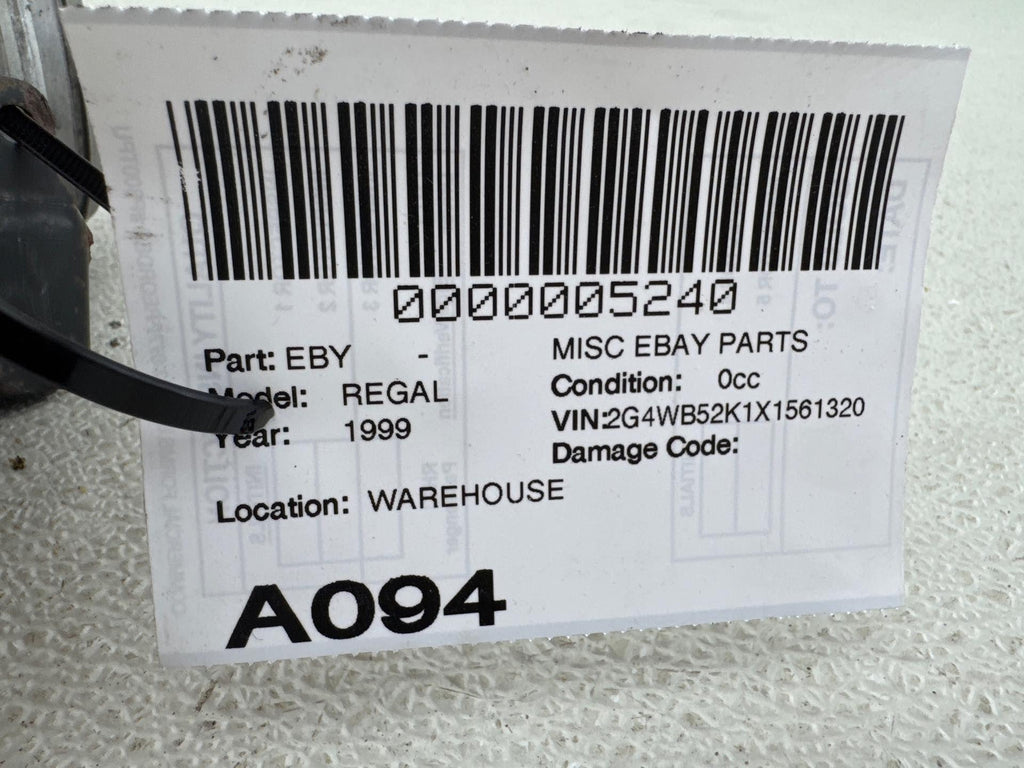 0000005240
Part: EBY -
MISC EBAY PARTS
Model: REGAL
Condition: 0cc
Year: 1999
VIN:2G4WB52K1X1561320
Damage Code:
Location: WAREHOUSE
A094